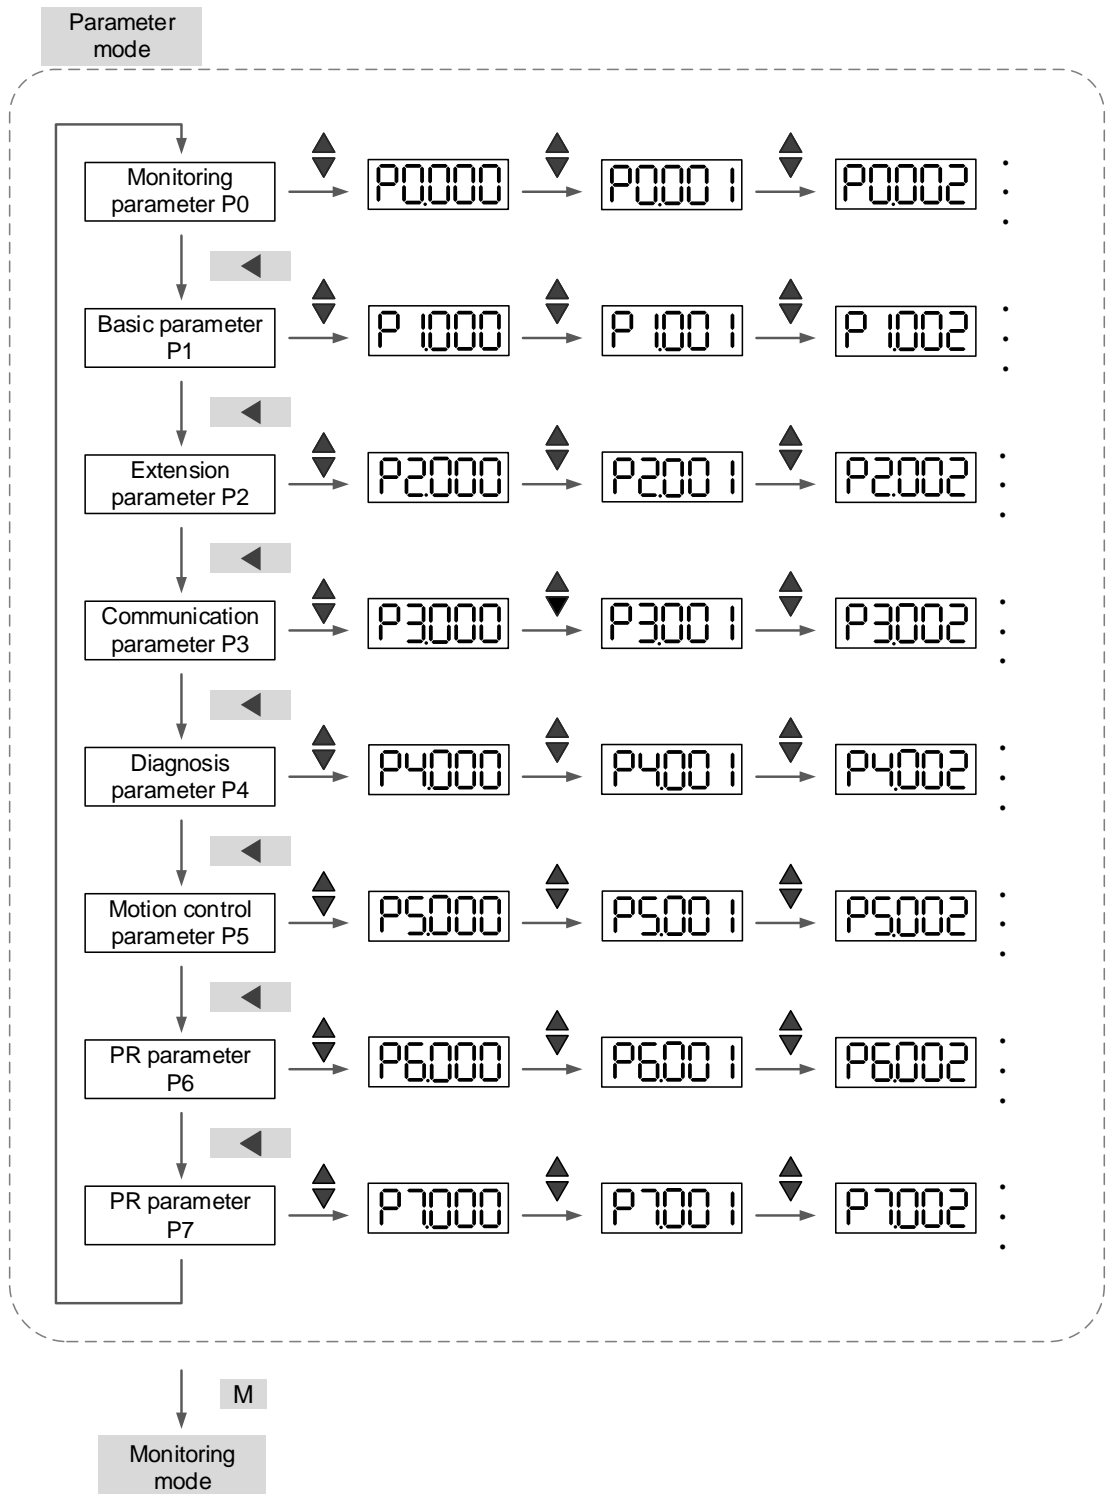 Parameter
mode
Monitoring
parameter P0
P0.000
P0.001
P0.002
Basic parameter
P1
P1.000
P1.001
P1.002
Extension
parameter P2
P2.000
P2.001
P2.002
Communication
parameter P3
P3.000
P3.001
P3.002
Diagnosis
parameter P4
P4.000
P4.001
P4.002
Motion control
parameter P5
P5.000
P5.001
P5.002
PR parameter
P6
P6.000
P6.001
P6.002
PR parameter
P7
P7.000
P7.001
P7.002
M
Monitoring
mode